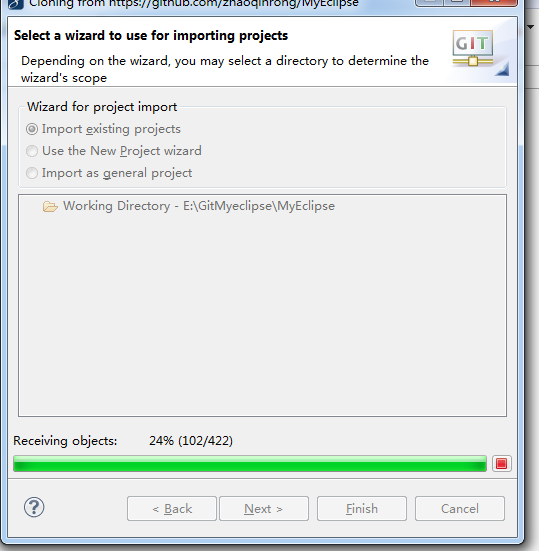 Cloning from https://github.com/zhaoqinrong/MyEclipse
Select a wizard to use for importing projects
Depending on the wizard, you may select a directory to determine the
wizard's scope
GIT
Wizard for project import
Import existing projects
Use the New Project wizard
Import as general project
Working Directory - E:\GitMyeclipse\MyEclipse
Receiving objects: 24% (102/422)
?
< Back
Next >
Finish
Cancel